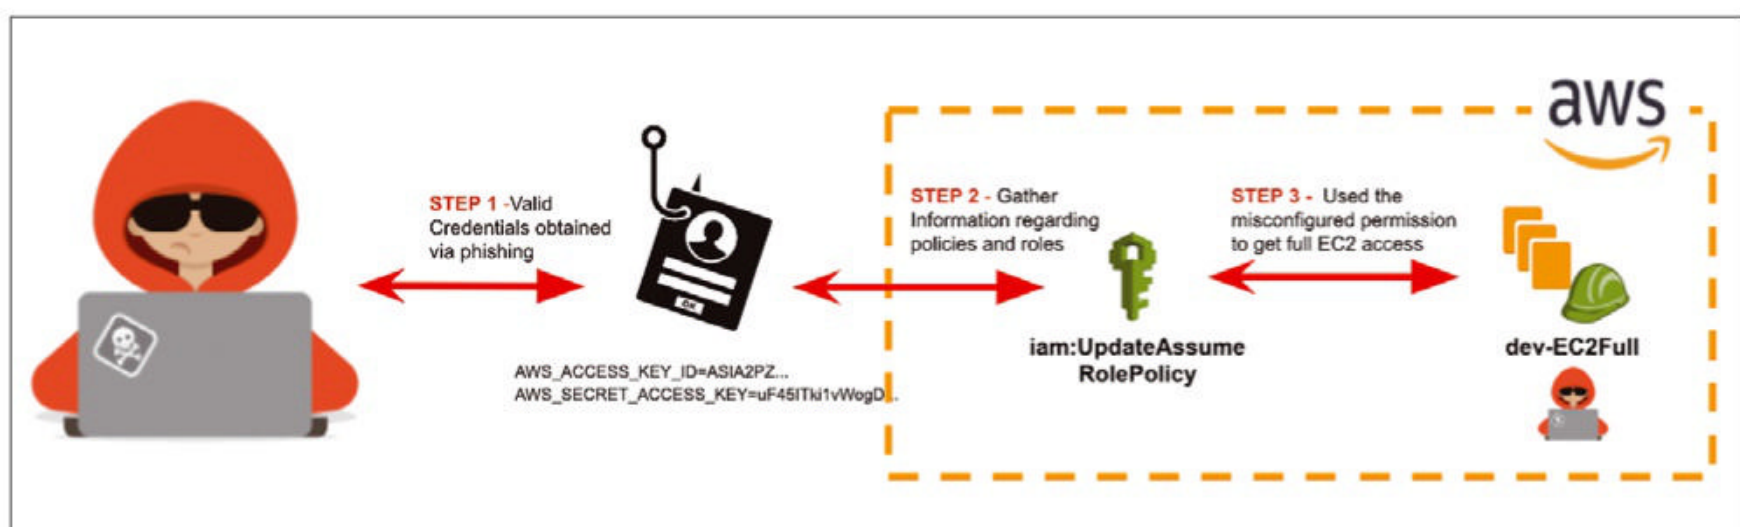 STEP 1 -Valid
Credentials obtained
via phishing
OK
AWS_ACCESS_KEY_ID=ASIA2PZ...
AWS_SECRET_ACCESS_KEY=uF45ITki1vWogD...
STEP 2 - Gather
Information regarding
policies and roles
iam:UpdateAssume
RolePolicy
STEP 3 - Used the
misconfigured permission
to get full EC2 access
aws
dev-EC2Full